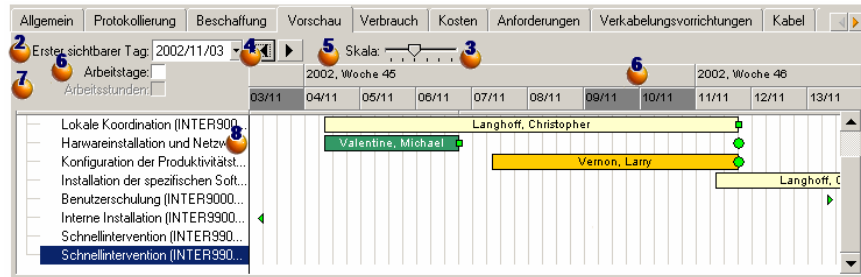 Allgemein Protokollierung Beschaffung Vorschau Verbrauch Kosten Anforderungen Verkabelungsvorrichtungen Kabel
2 Erster sichtbarer Tag: 2002/11/03 4 5 Skala: 3
6 Arbeitstage: 2002, Woche 45 6 2002, Woche 46
7 Arbeitsstunden:
03/11 04/11 05/11 06/11 07/11 08/11 09/11 10/11 11/11 12/11 13/11
Lokale Koordination (INTER900... Langhoff, Christopher
Harwareinstallation und Netzw... 8 Valentine, Michael
Konfiguration der Produktivitätst... Vernon, Larry
Installation der spezifischen Soft... Langhoff, C
Benutzerschulung (INTER9000...
Interne Installation (INTER9900...
Schnellintervention (INTER990...
Schnellintervention (INTER990...